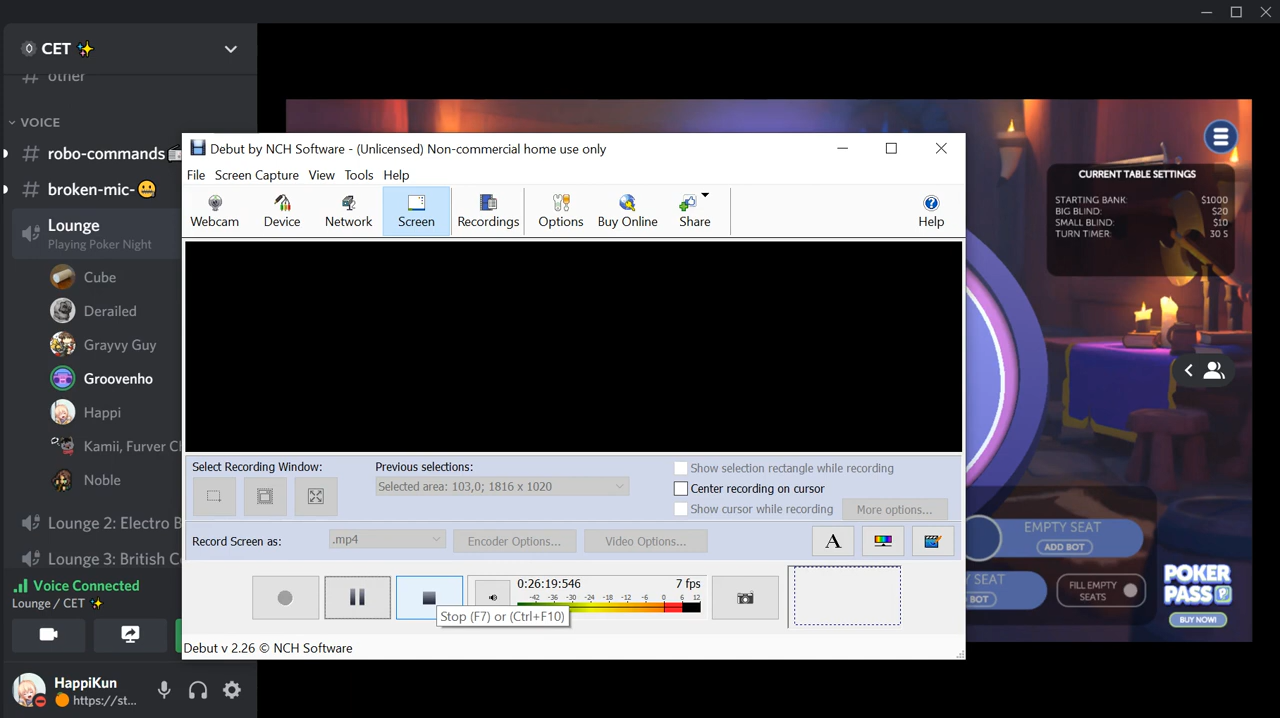 CET
other
VOICE
robo-commands
broken-mic-
Lounge
Playing Poker Night
Cube
Derailed
Grayvy Guy
Groovenho
Happi
Kamii, Furver Cl
Noble
Lounge 2: Electro B
Lounge 3: British C
Voice Connected
Lounge / CET
HappiKun
https://st...
Debut by NCH Software - (Unlicensed) Non-commercial home use only
File Screen Capture View Tools Help
Webcam Device Network Screen Recordings Options Buy Online Share Help
Select Recording Window:
Previous selections:
Selected area: 103,0; 1816 x 1020
Show selection rectangle while recording
Center recording on cursor
Show cursor while recording
More options...
Record Screen as:
.mp4
Encoder Options...
Video Options...
A
0:26:19:546
7 fps
-42 -36 -30 -24 -18 -12 -6 0 6 12
Stop (F7) or (Ctrl+F10)
Debut v 2.26 © NCH Software
CURRENT TABLE SETTINGS
STARTING BANK: $1000
BIG BLIND: $20
SMALL BLIND: $10
TURN TIMER: 30 S
EMPTY SEAT
ADD BOT
SEAT
BOT
FILL EMPTY
SEATS
POKER
PASS P
BUY NOW!